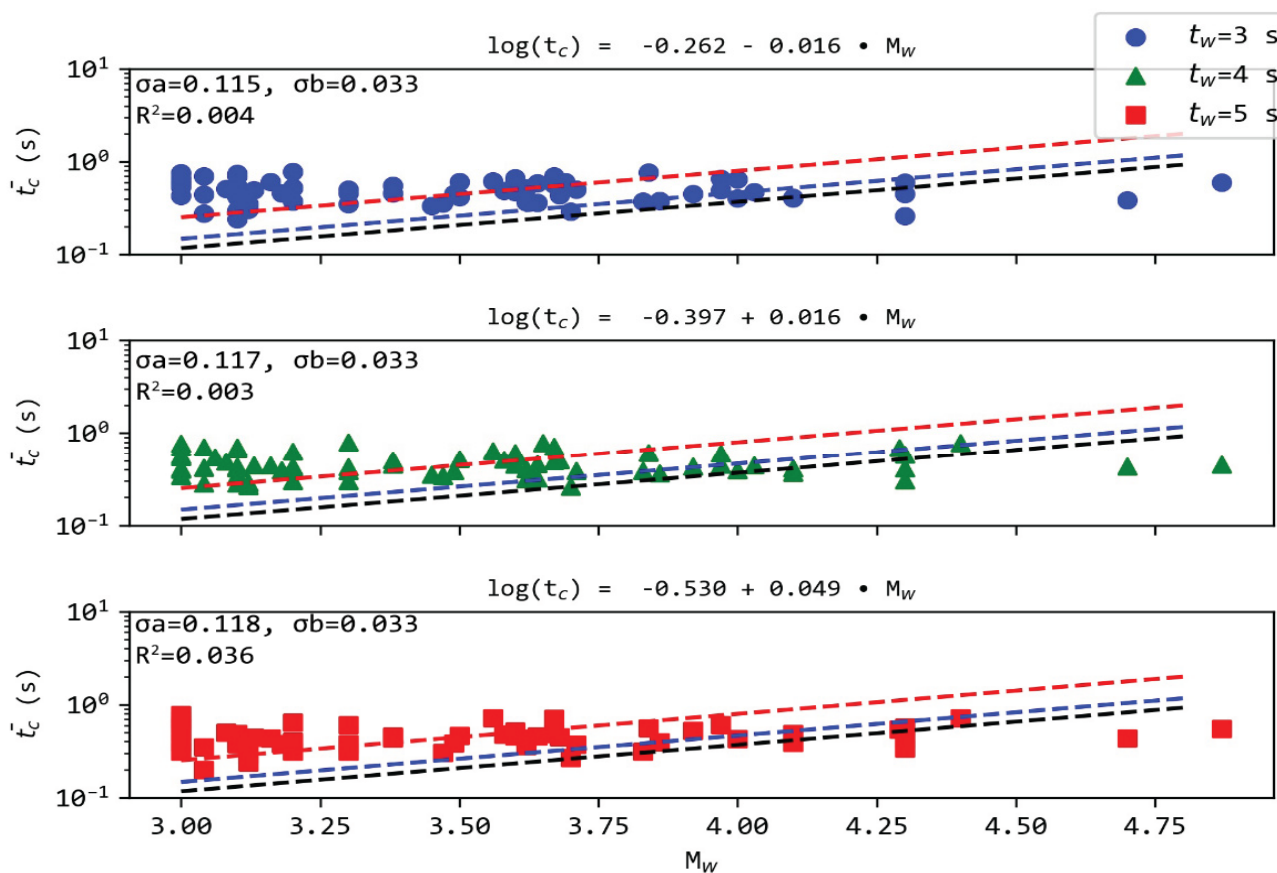 log(t_c) = -0.262 - 0.016 • M_w
t_w=3 s
t_w=4 s
t_w=5 s
σa=0.115, σb=0.033
R²=0.004
10¹
10⁰
10⁻¹
t̄_c (s)
log(t_c) = -0.397 + 0.016 • M_w
σa=0.117, σb=0.033
R²=0.003
10¹
10⁰
10⁻¹
t̄_c (s)
log(t_c) = -0.530 + 0.049 • M_w
σa=0.118, σb=0.033
R²=0.036
10¹
10⁰
10⁻¹
t̄_c (s)
3.00 3.25 3.50 3.75 4.00 4.25 4.50 4.75
M_w